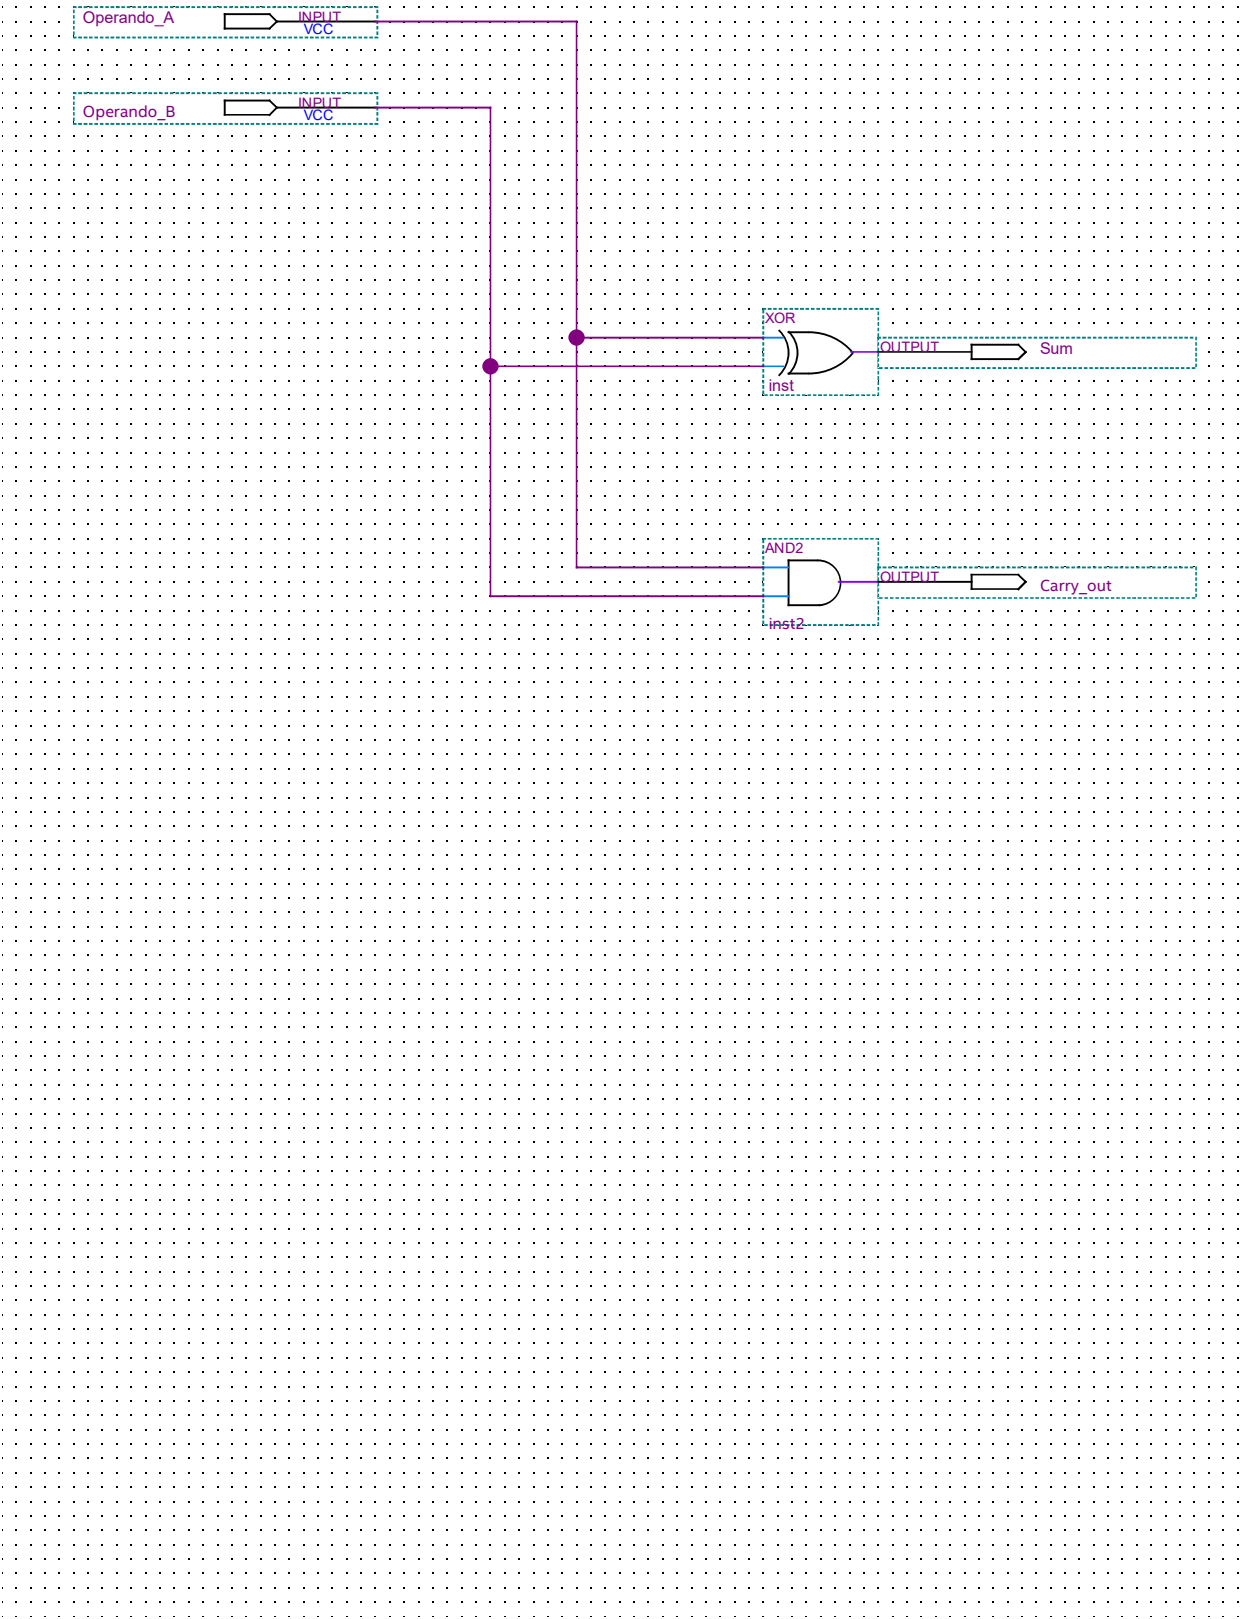 Operando_A
INPUT
VCC
Operando_B
INPUT
VCC
XOR
OUTPUT
Sum
inst
AND2
OUTPUT
Carry_out
inst2